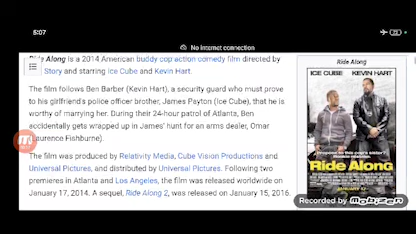 5:07
No internet connection
Ride Along is a 2014 American buddy cop action comedy film directed by
Story and starring Ice Cube and Kevin Hart.
The film follows Ben Barber (Kevin Hart), a security guard who must prove
to his girlfriend's police officer brother, James Payton (Ice Cube), that he is
worthy of marrying her. During their 24-hour patrol of Atlanta, Ben
accidentally gets wrapped up in James' hunt for an arms dealer, Omar
(Laurence Fishburne).
The film was produced by Relativity Media, Cube Vision Productions and
Universal Pictures, and distributed by Universal Pictures. Following two
premieres in Atlanta and Los Angeles, the film was released worldwide on
January 17, 2014. A sequel, Ride Along 2, was released on January 15, 2016.
Ride Along
ICE CUBE KEVIN HART
Ride Along
JANUARY 17
Recorded by Mobizen